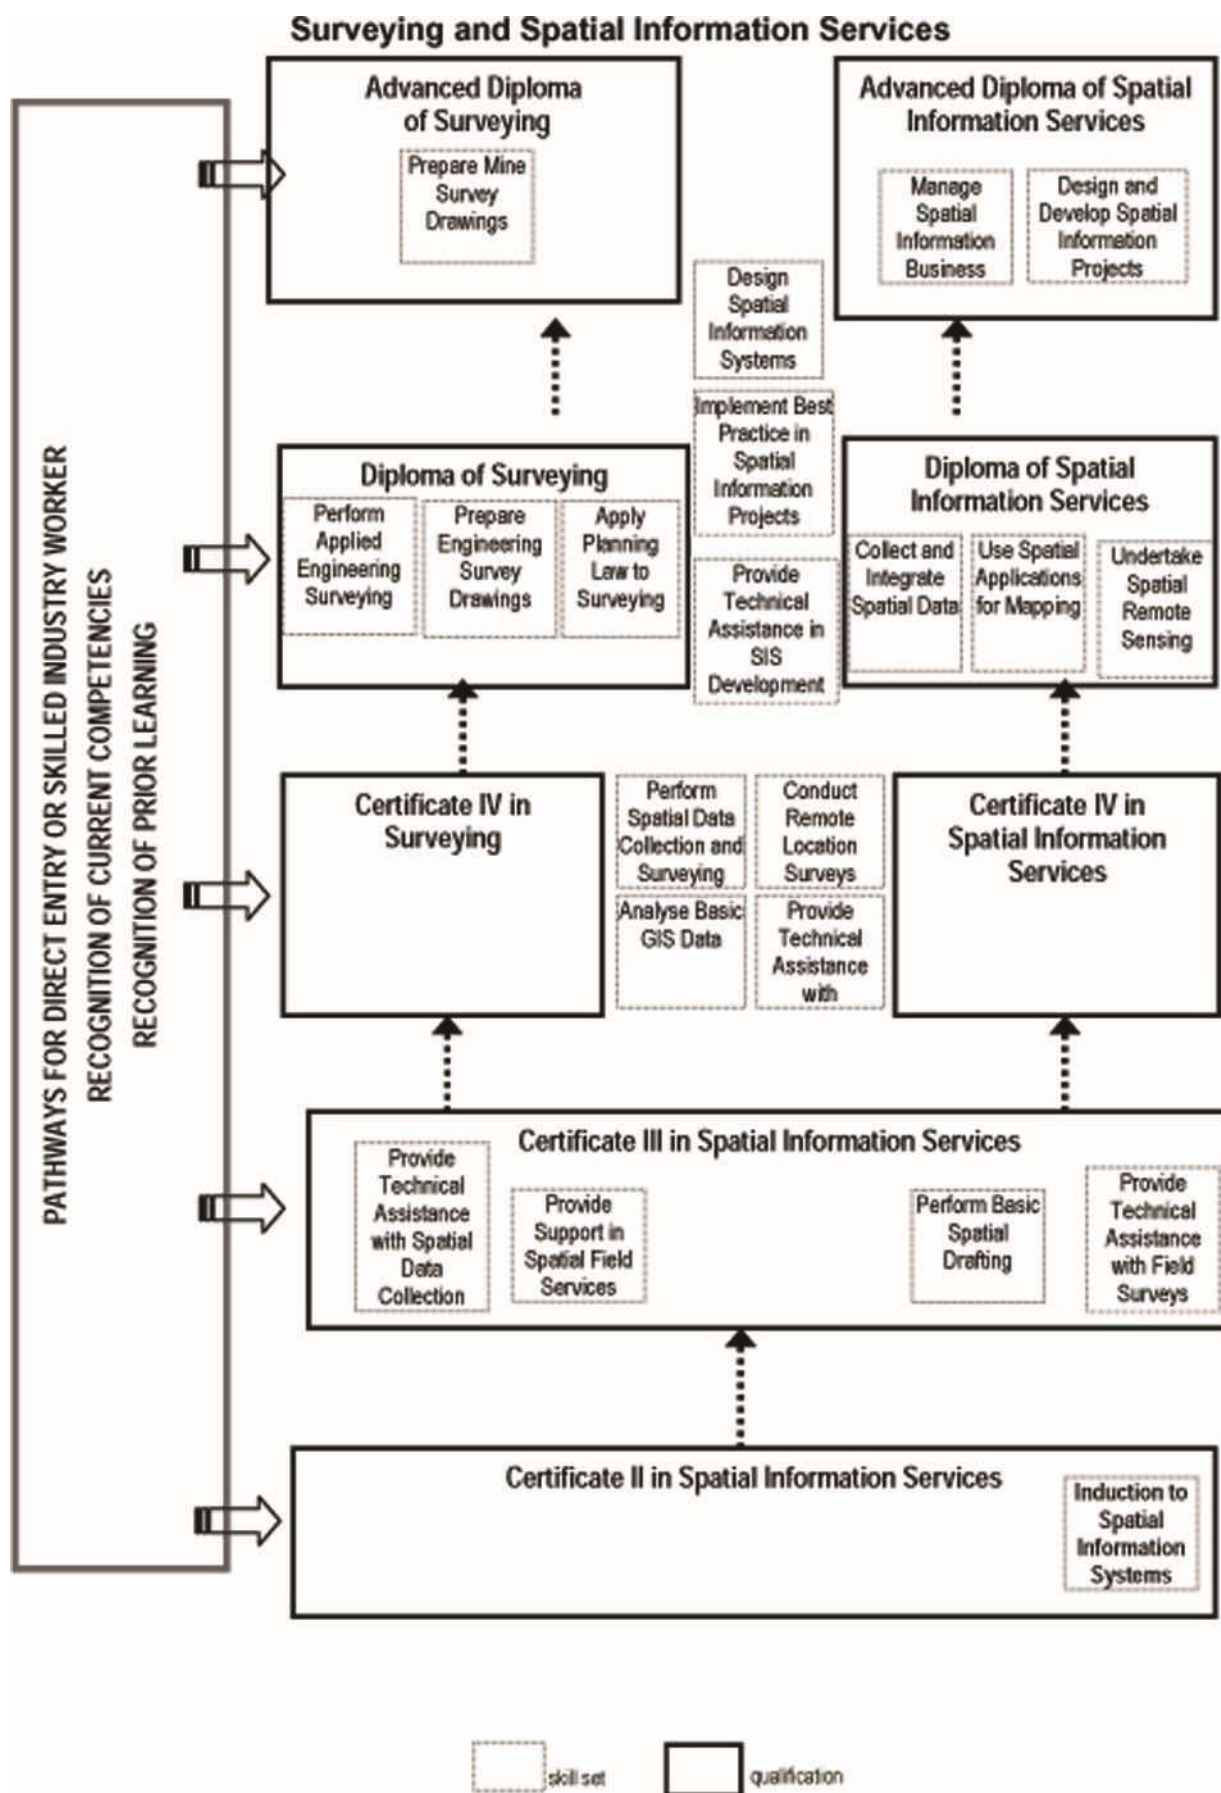 Surveying and Spatial Information Services
PATHWAYS FOR DIRECT ENTRY OR SKILLED INDUSTRY WORKER
RECOGNITION OF CURRENT COMPETENCIES
RECOGNITION OF PRIOR LEARNING
Advanced Diploma
of Surveying
Prepare Mine
Survey
Drawings
Advanced Diploma of Spatial
Information Services
Manage
Spatial
Information
Business
Design and
Develop Spatial
Information
Projects
Design
Spatial
Information
Systems
Implement Best
Practice in
Spatial
Information
Projects
Provide
Technical
Assistance in
SIS
Development
Diploma of Surveying
Perform
Applied
Engineering
Surveying
Prepare
Engineering
Survey
Drawings
Apply
Planning
Law to
Surveying
Diploma of Spatial
Information Services
Collect and
Integrate
Spatial Data
Use Spatial
Applications
for Mapping
Undertake
Spatial
Remote
Sensing
Certificate IV in
Surveying
Perform
Spatial Data
Collection and
Surveying
Conduct
Remote
Location
Surveys
Analyse Basic
GIS Data
Provide
Technical
Assistance
with
Certificate IV in
Spatial Information
Services
Certificate III in Spatial Information Services
Provide
Technical
Assistance
with Spatial
Data
Collection
Provide
Support in
Spatial Field
Services
Perform Basic
Spatial
Drafting
Provide
Technical
Assistance
with Field
Surveys
Certificate II in Spatial Information Services
Induction to
Spatial
Information
Systems
skill set
qualification